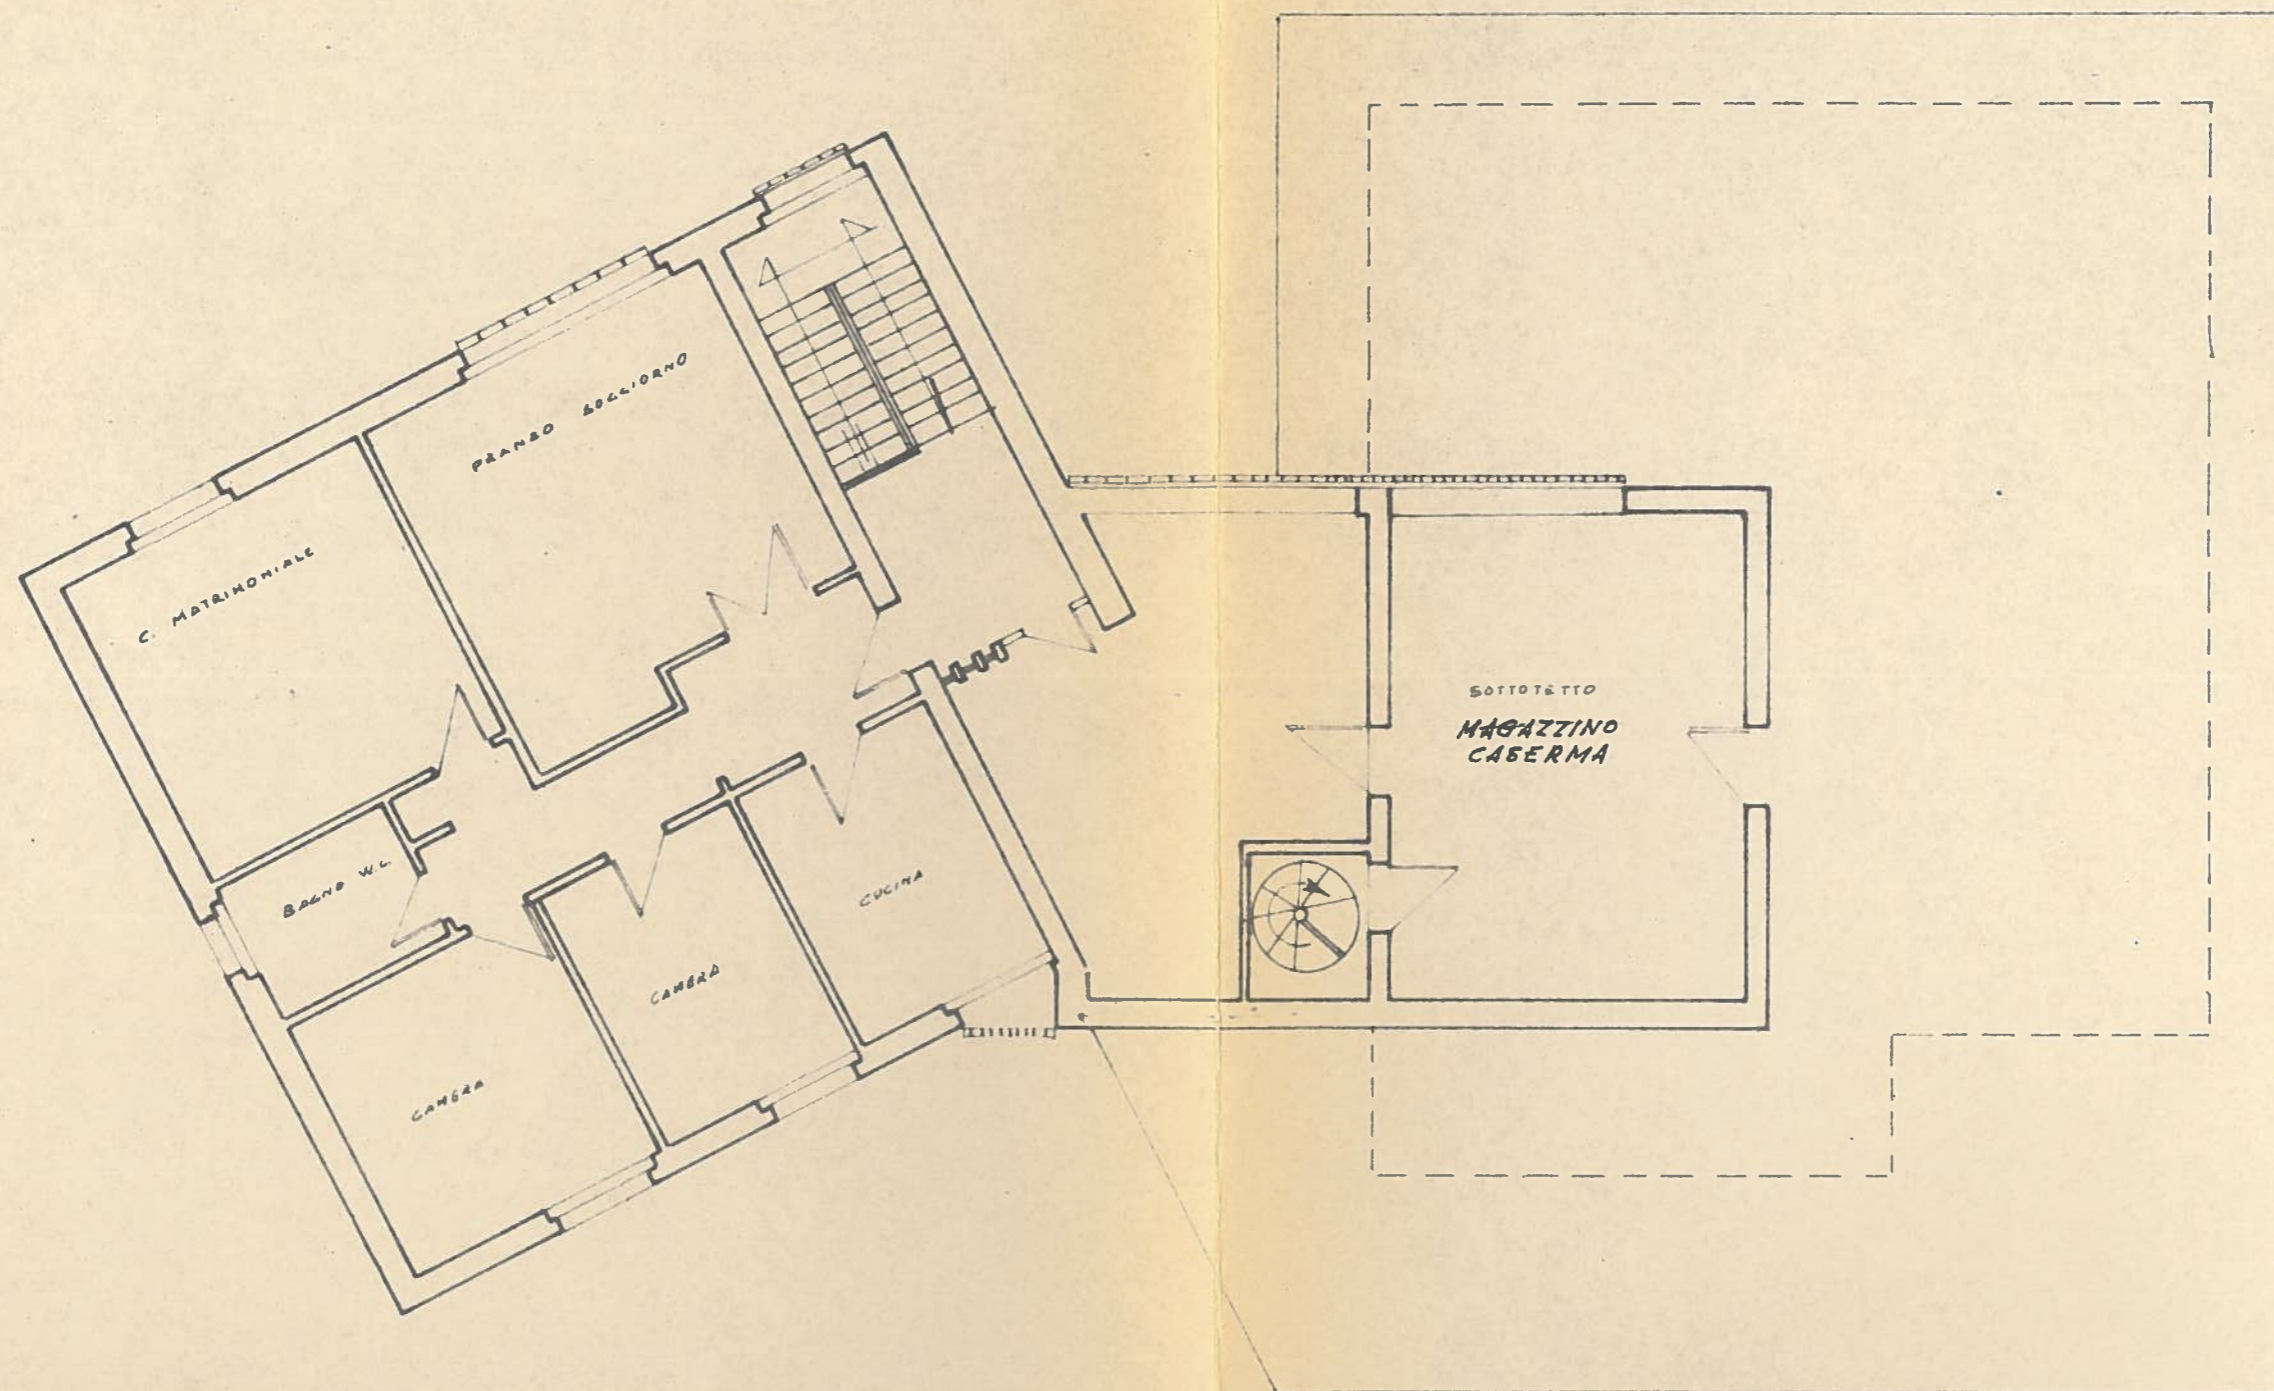 PRANZO SOGGIORNO
C. MATRIMONIALE
BAGNO W.C.
CUCINA
CAMERA
CAMERA
SOTTOTETTO
MAGAZZINO
CASERMA